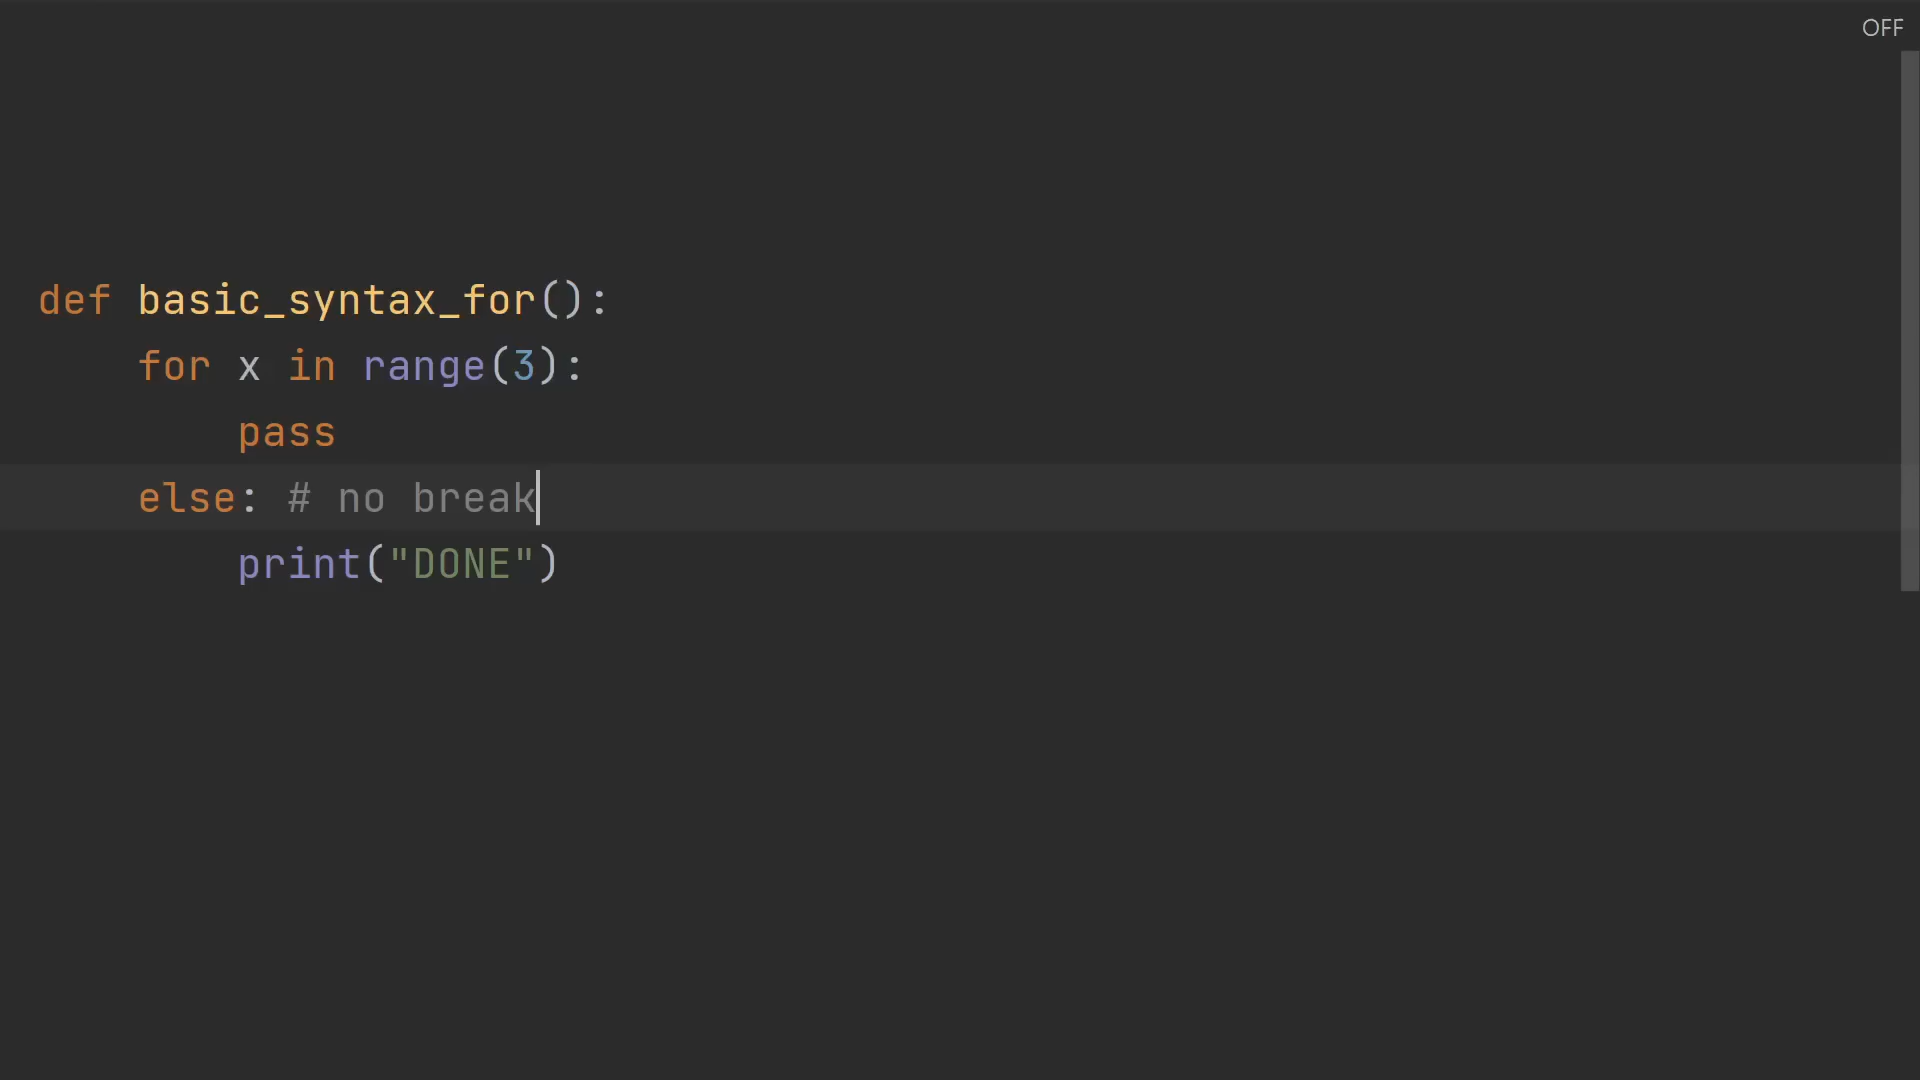 OFF
def basic_syntax_for():
    for x in range(3):
        pass
    else: # no break
        print("DONE")